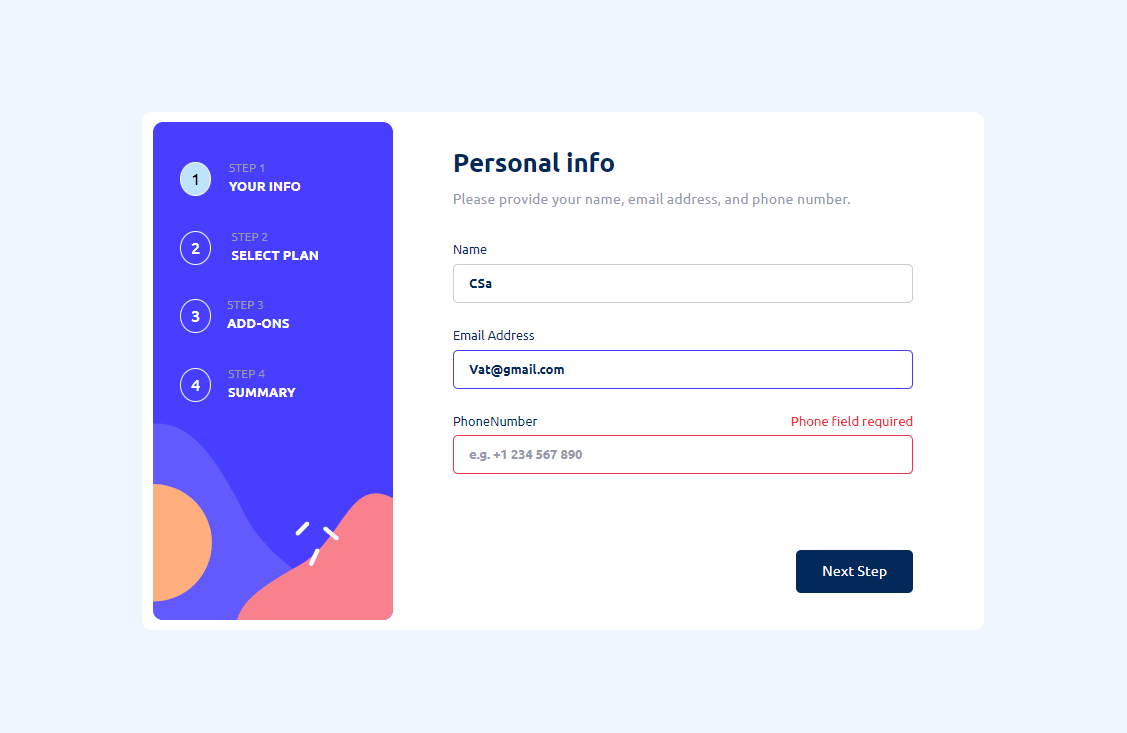 1
STEP 1
YOUR INFO
2
STEP 2
SELECT PLAN
3
STEP 3
ADD-ONS
4
STEP 4
SUMMARY
Personal info
Please provide your name, email address, and phone number.
Name
CSa
Email Address
Vat@gmail.com
PhoneNumber
Phone field required
e.g. +1 234 567 890
Next Step